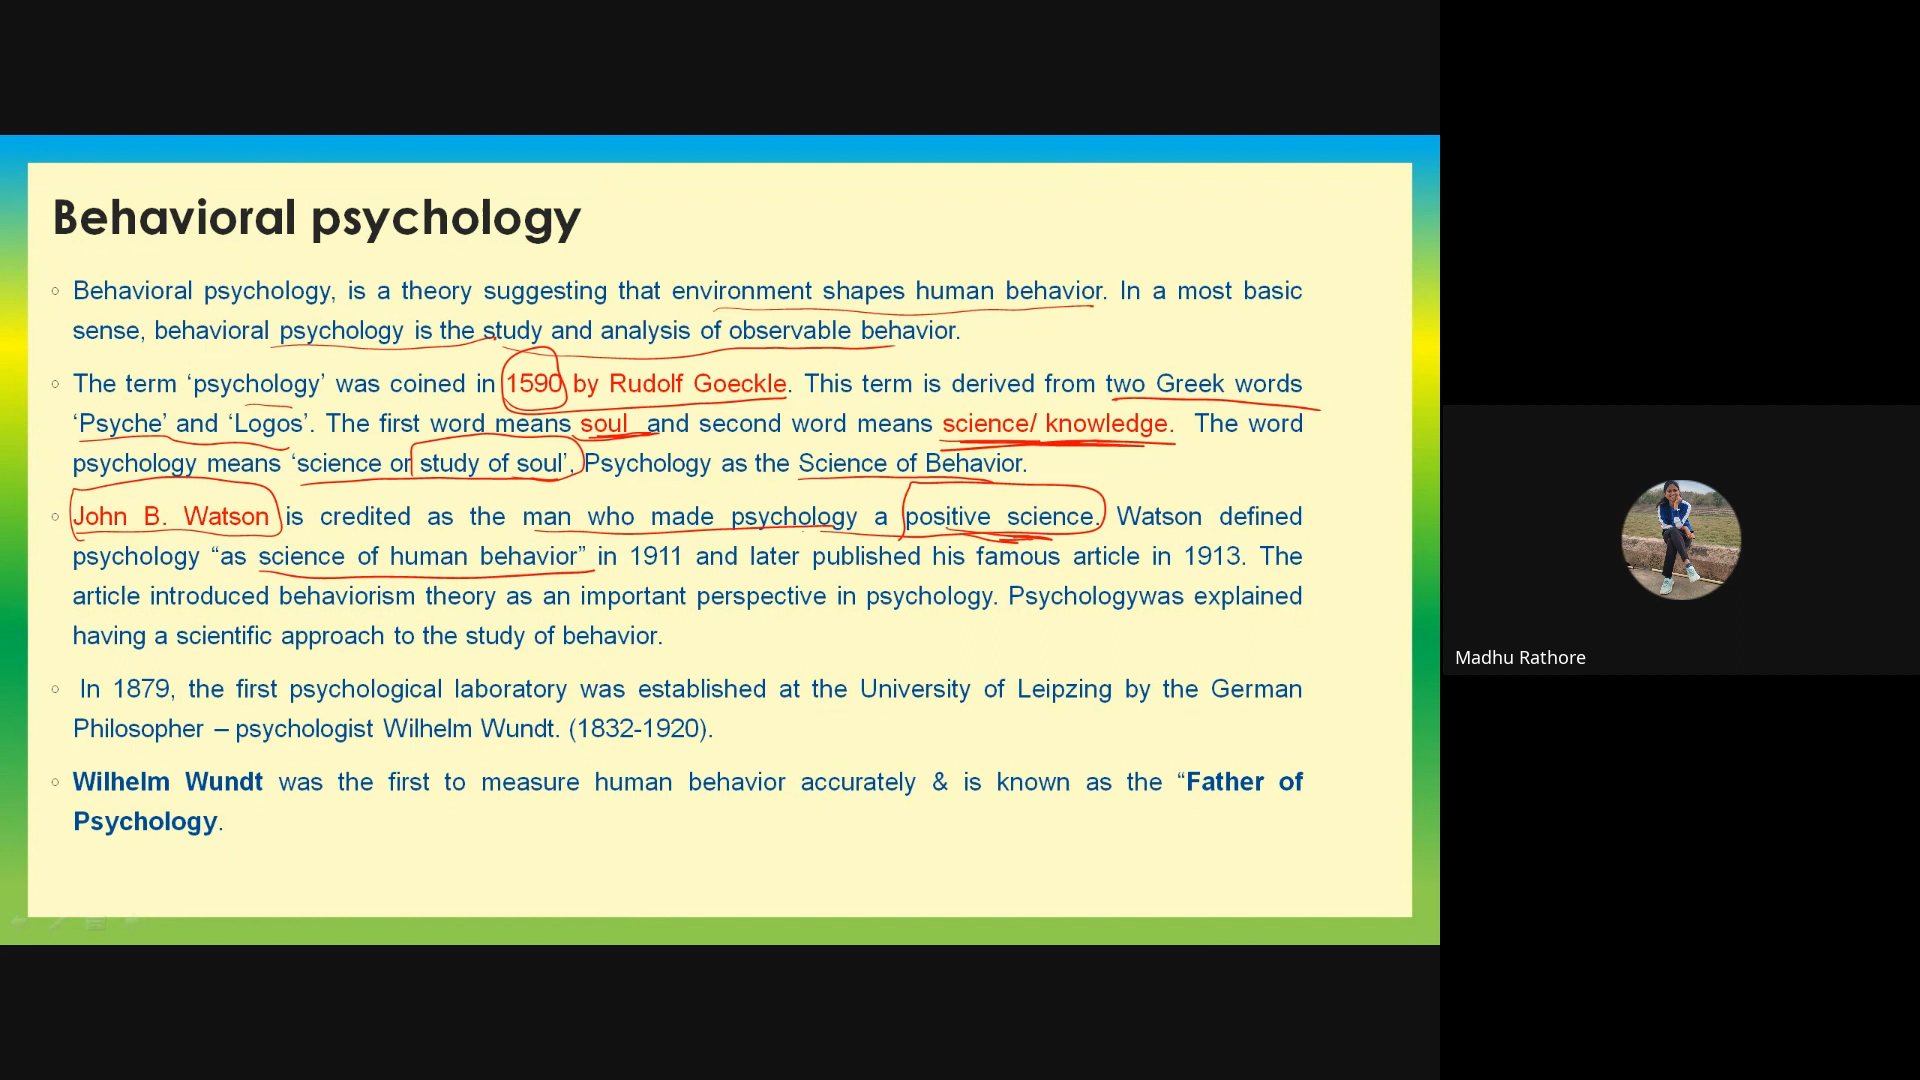 Behavioral psychology
Behavioral psychology, is a theory suggesting that environment shapes human behavior. In a most basic
sense, behavioral psychology is the study and analysis of observable behavior.
The term ‘psychology’ was coined in 1590 by Rudolf Goeckle. This term is derived from two Greek words
‘Psyche’ and ‘Logos’. The first word means soul and second word means science/ knowledge. The word
psychology means ‘science or study of soul’, Psychology as the Science of Behavior.
John B. Watson is credited as the man who made psychology a positive science. Watson defined
psychology “as science of human behavior” in 1911 and later published his famous article in 1913. The
article introduced behaviorism theory as an important perspective in psychology. Psychologywas explained
having a scientific approach to the study of behavior.
In 1879, the first psychological laboratory was established at the University of Leipzing by the German
Philosopher – psychologist Wilhelm Wundt. (1832-1920).
Wilhelm Wundt was the first to measure human behavior accurately & is known as the “Father of
Psychology.
Madhu Rathore